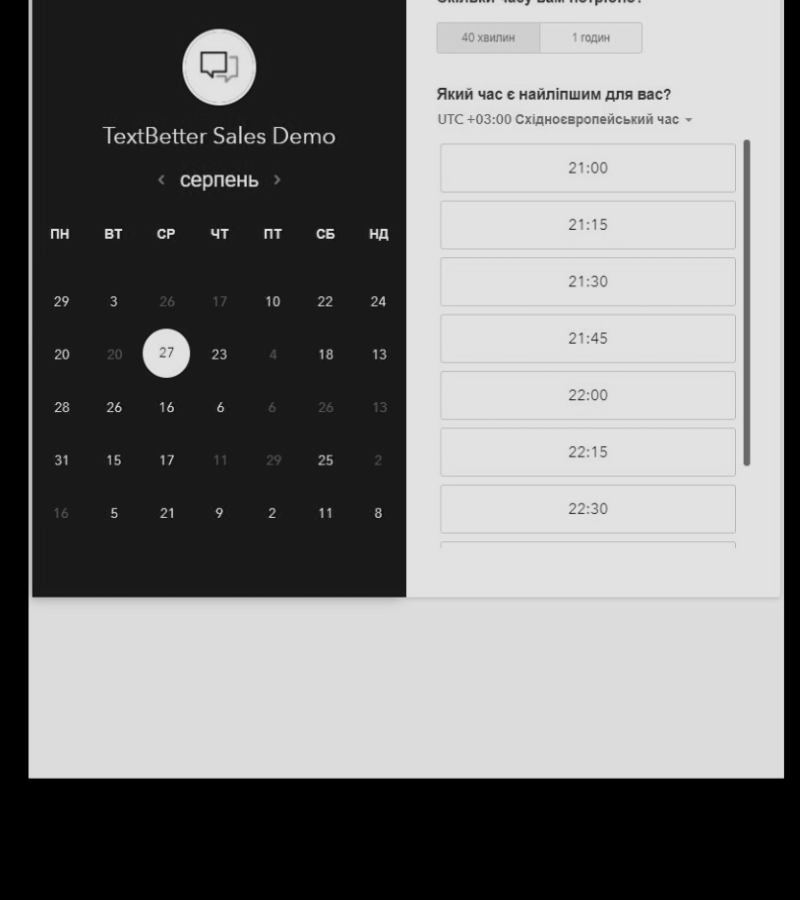 Скільки часу вам потрібно?
40 хвилин 1 годин
Який час є найліпшим для вас?
UTC +03:00 Східноєвропейський час
TextBetter Sales Demo
серпень
ПН ВТ СР ЧТ ПТ СБ НД
29 3 26 17 10 22 24
20 20 27 23 4 18 13
28 26 16 6 6 26 13
31 15 17 11 29 25 2
16 5 21 9 2 11 8
21:00
21:15
21:30
21:45
22:00
22:15
22:30